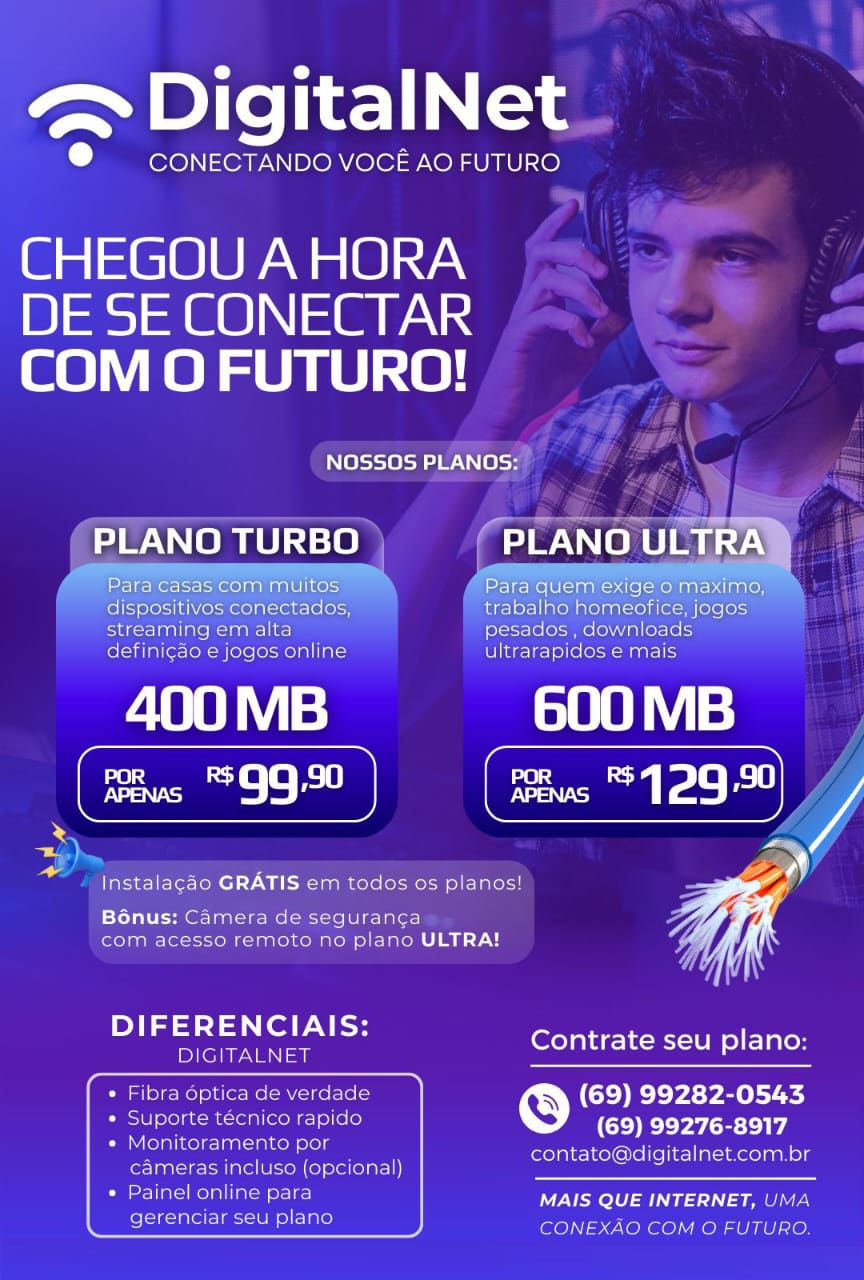 DigitalNet
CONECTANDO VOCÊ AO FUTURO
CHEGOU A HORA
DE SE CONECTAR
COM O FUTURO!
NOSSOS PLANOS:
PLANO TURBO
Para casas com muitos
dispositivos conectados,
streaming em alta
definição e jogos online
400 MB
POR
APENAS
R$ 99,90
PLANO ULTRA
Para quem exige o maximo,
trabalho homeofice, jogos
pesados , downloads
ultrarapidos e mais
600 MB
POR
APENAS
R$ 129,90
Instalação GRÁTIS em todos os planos!
Bônus: Câmera de segurança
com acesso remoto no plano ULTRA!
DIFERENCIAIS:
DIGITALNET
• Fibra óptica de verdade
• Suporte técnico rapido
• Monitoramento por
câmeras incluso (opcional)
• Painel online para
gerenciar seu plano
Contrate seu plano:
(69) 99282-0543
(69) 99276-8917
contato@digitalnet.com.br
MAIS QUE INTERNET, UMA
CONEXÃO COM O FUTURO.